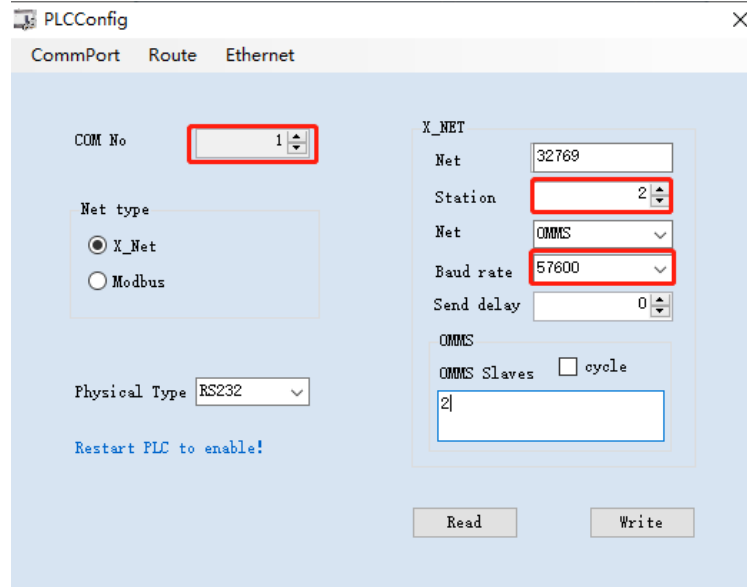 PLCConfig
CommPort Route Ethernet
COM No 1
Net type
X_Net
Modbus
Physical Type RS232
Restart PLC to enable!
X_NET
Net 32769
Station 2
Net OMMS
Baud rate 57600
Send delay 0
OMMS
OMMS Slaves cycle
2
Read Write